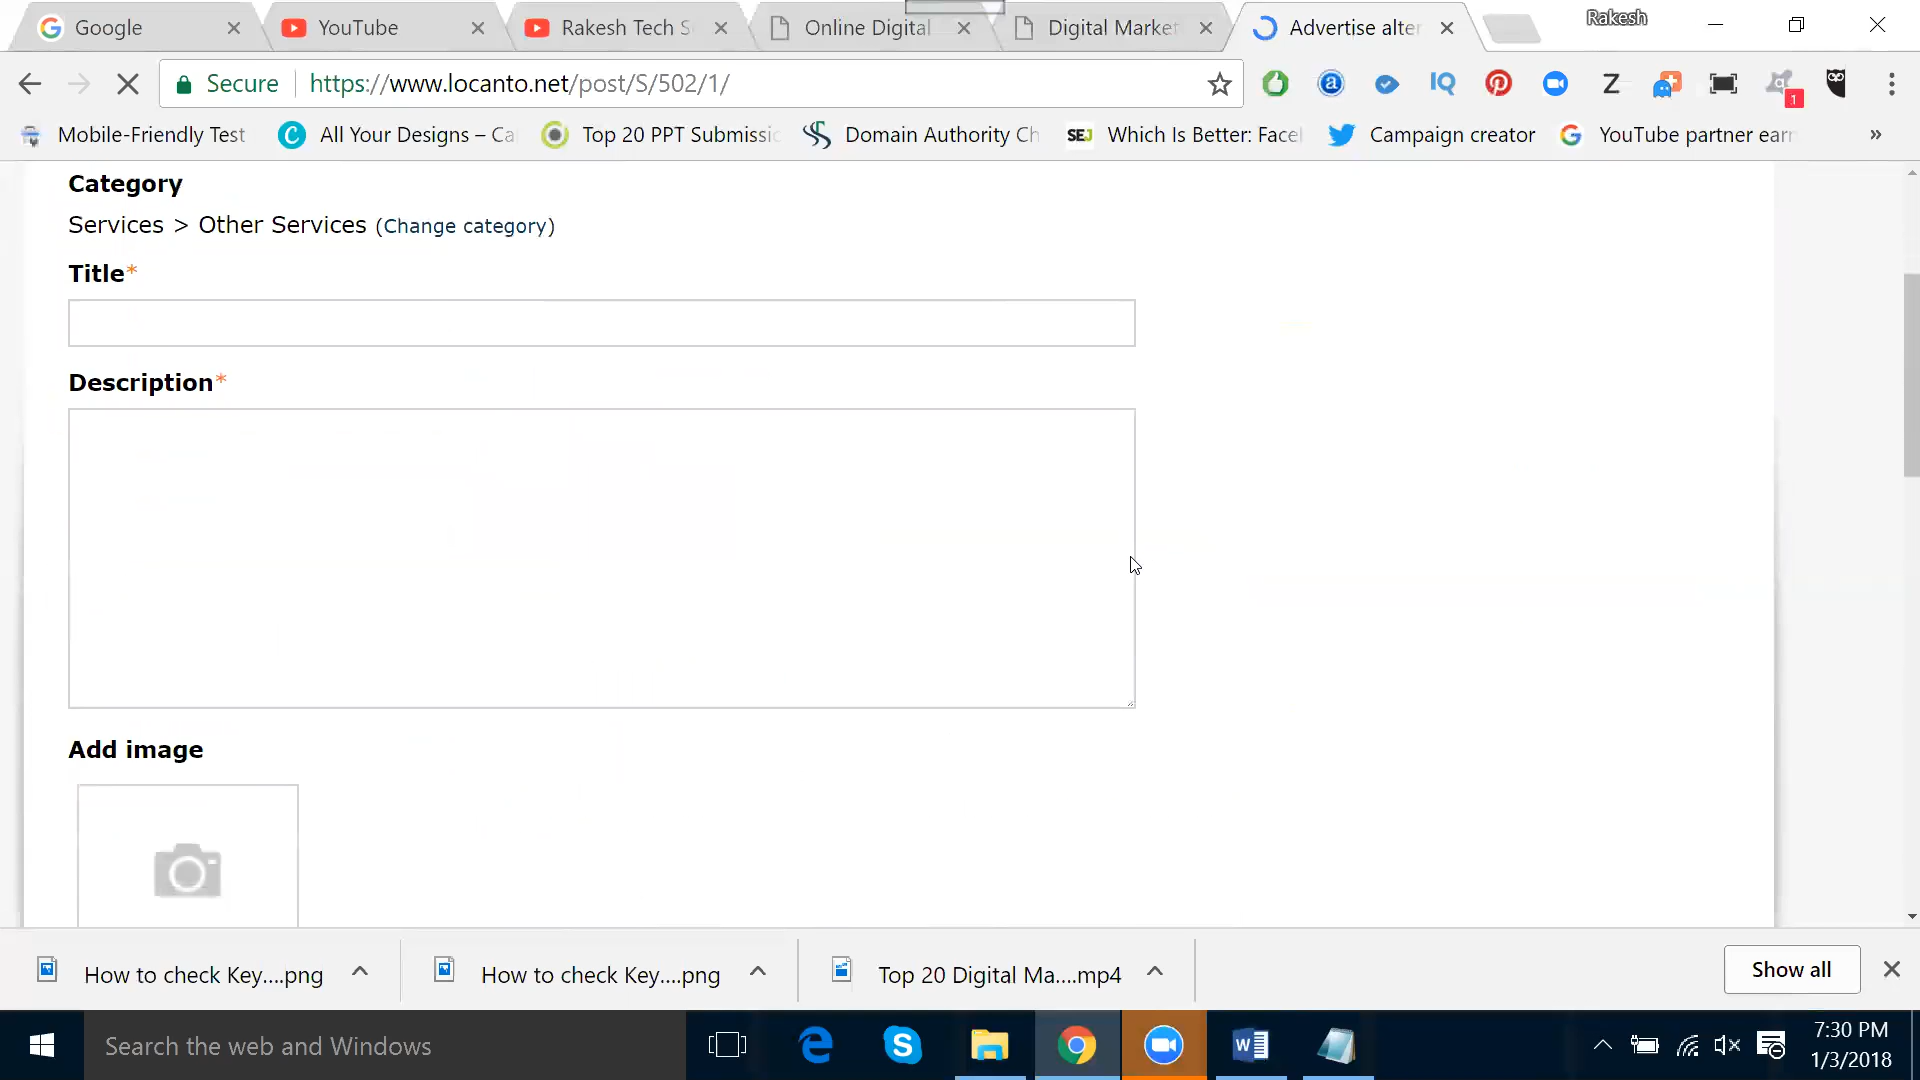 Google
YouTube
Rakesh Tech S
Online Digital
Digital Market
Advertise alter
Rakesh
Secure
https://www.locanto.net/post/S/502/1/
a
IQ
Z
1
Mobile-Friendly Test
C
All Your Designs – Ca
Top 20 PPT Submissic
Domain Authority Ch
SEJ
Which Is Better: Facel
Campaign creator
YouTube partner earn
»
Category
Services > Other Services (Change category)
Title*
Description*
Add image
How to check Key....png
How to check Key....png
Top 20 Digital Ma....mp4
Show all
Search the web and Windows
7:30 PM
1/3/2018